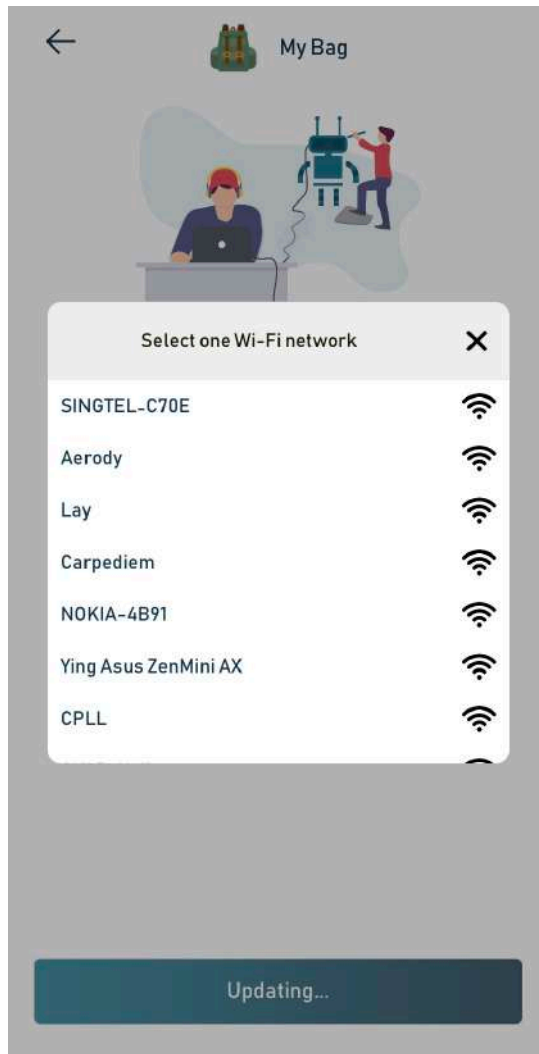 My Bag
Select one Wi-Fi network
SINGTEL-C70E
Aerody
Lay
Carpediem
NOKIA-4B91
Ying Asus ZenMini AX
CPLL
Updating...